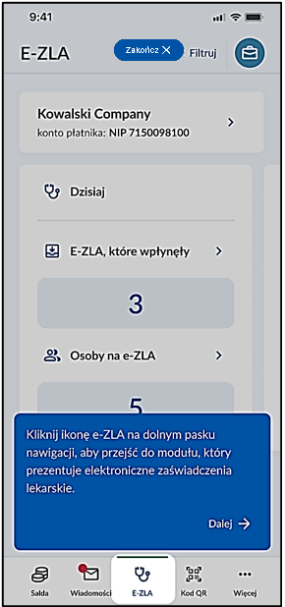 9:41
E-ZLA
Zakończ ✕
Filtruj
Kowalski Company
konto płatnika: NIP 7150098100
Dzisiaj
E-ZLA, które wpłynęły
3
Osoby na e-ZLA
5
Kliknij ikonę e-ZLA na dolnym pasku
nawigacji, aby przejść do modułu, który
prezentuje elektroniczne zaświadczenia
lekarskie.
Dalej →
Salda
Wiadomości
E-ZLA
Kod QR
Więcej